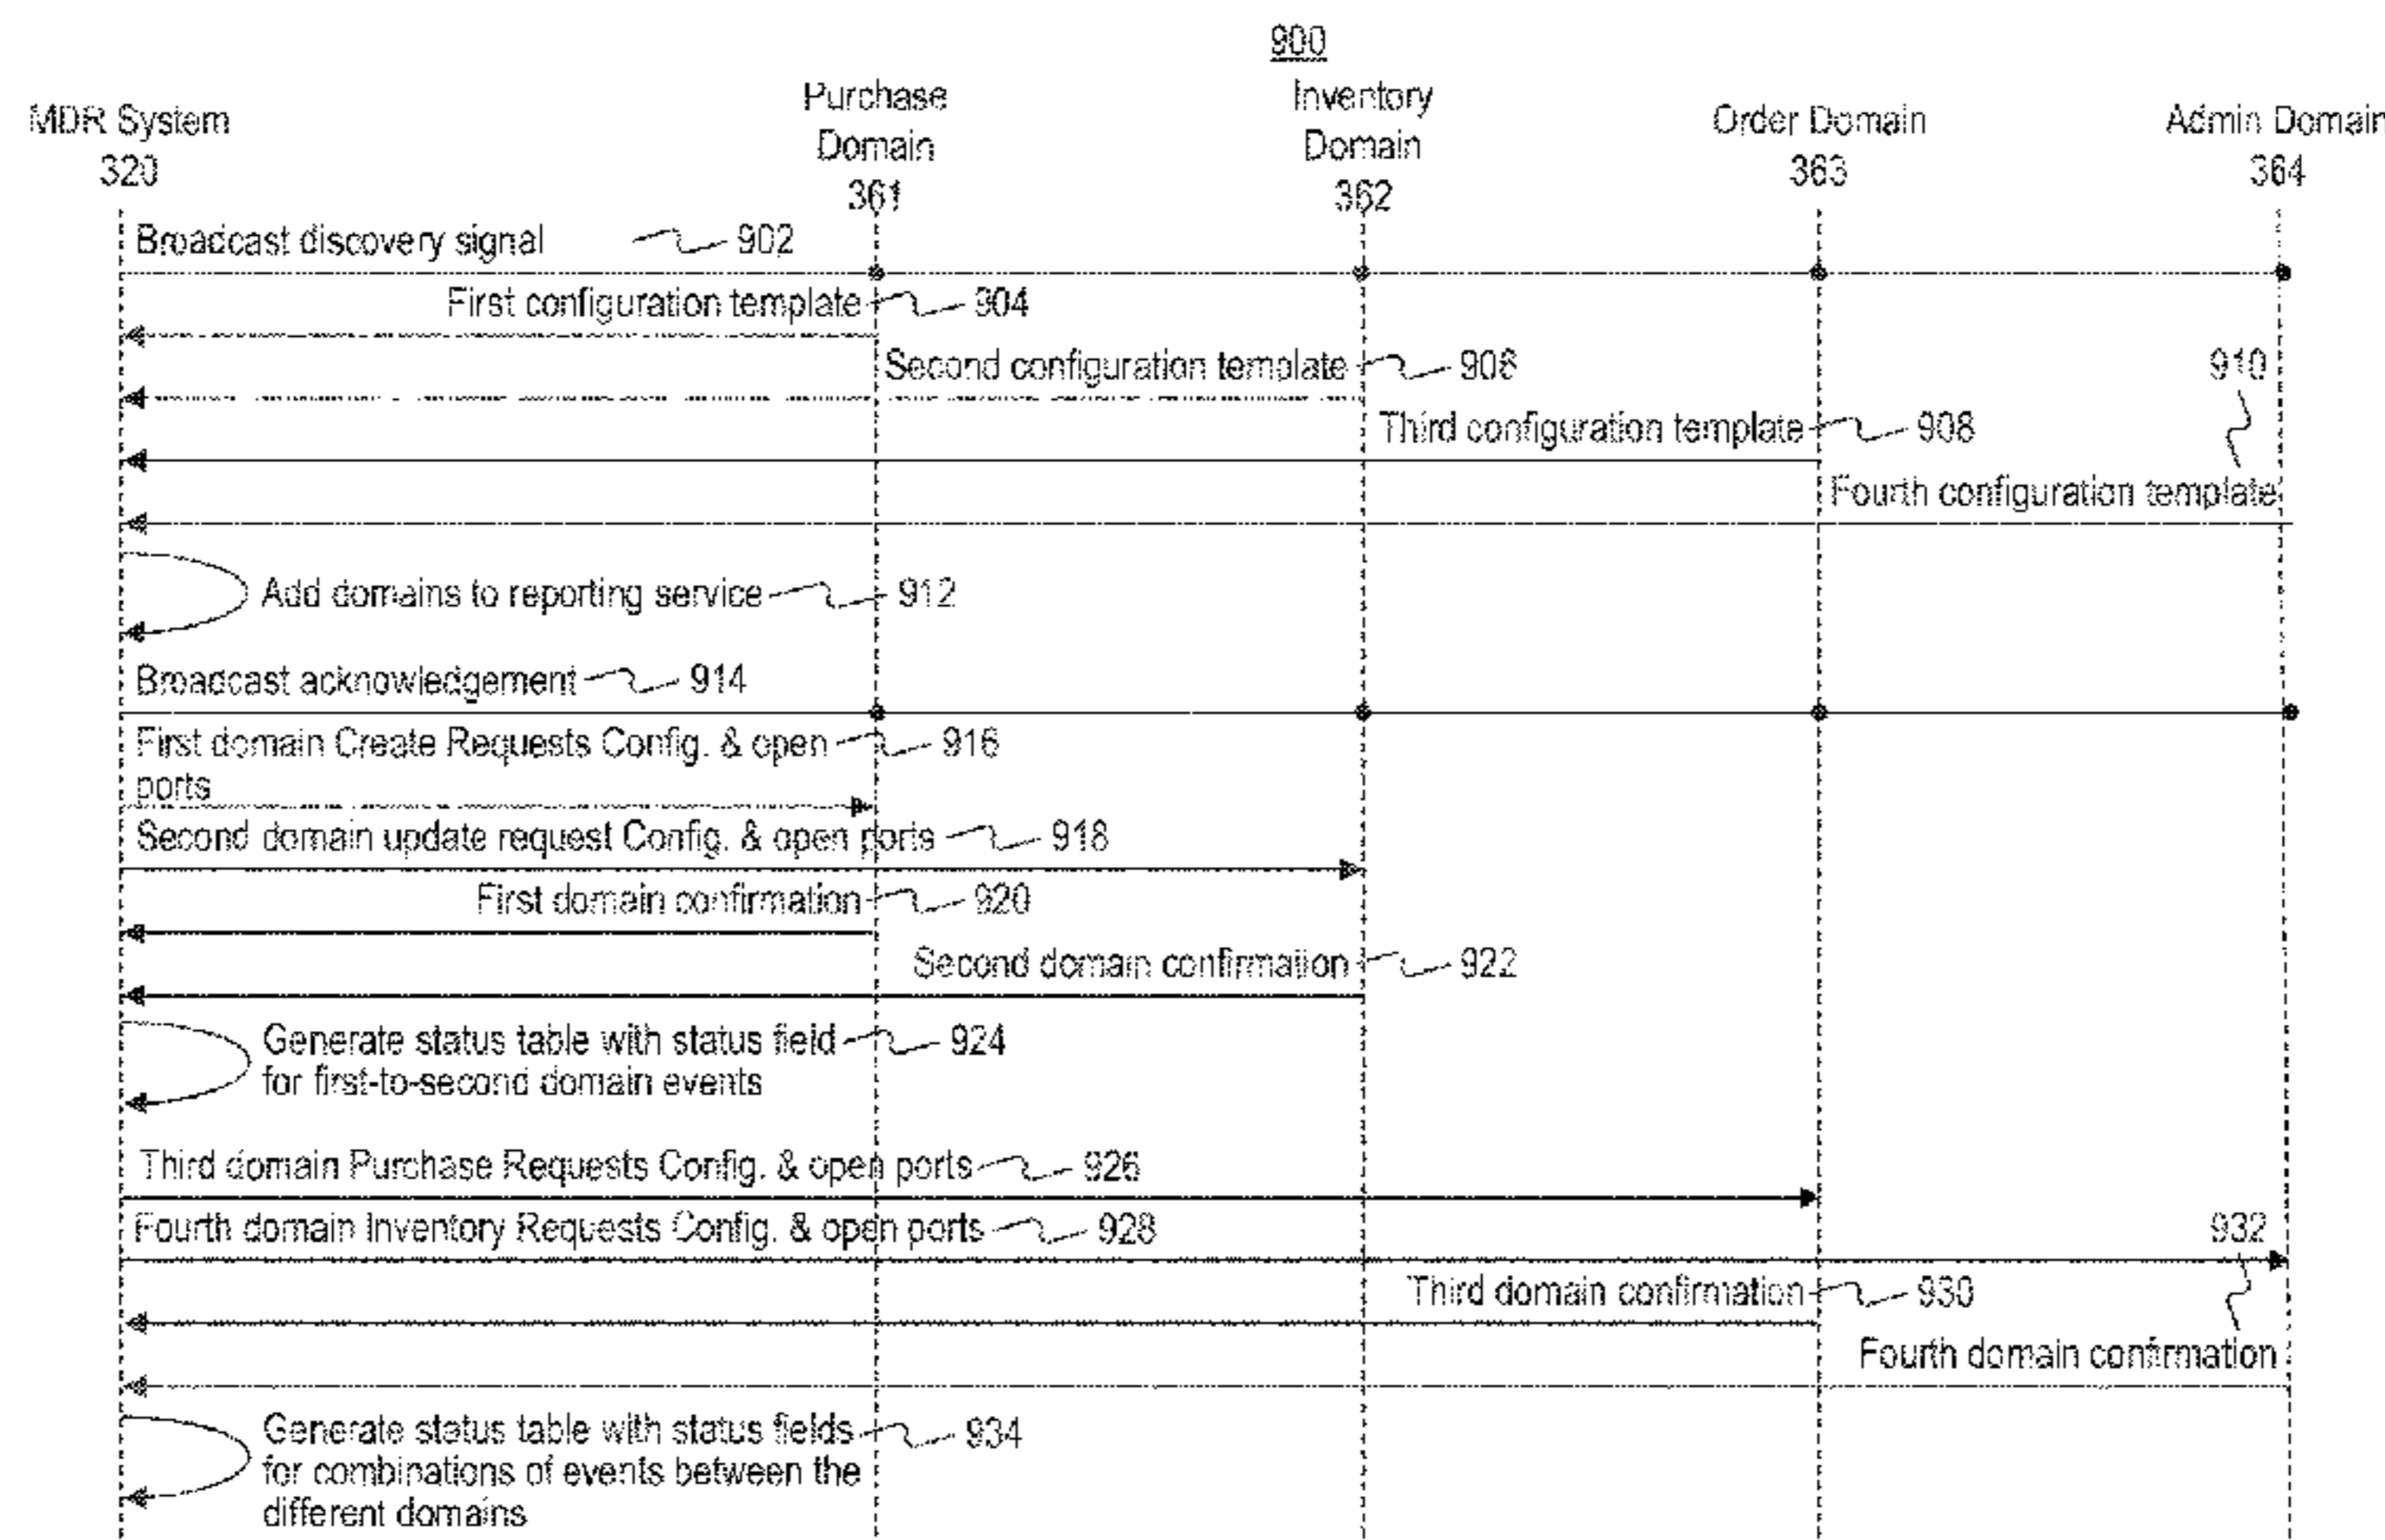 900
MDR System
320
Purchase
Domain
361
Inventory
Domain
362
Order Domain
363
Admin Domain
364
Broadcast discovery signal 902
First configuration template 904
Second configuration template 906
910
Third configuration template 908
Fourth configuration template
Add domains to reporting service 912
Broadcast acknowledgement 914
First domain Create Requests Config. & open 916
ports
Second domain update request Config. & open ports 918
First domain confirmation 920
Second domain confirmation 922
Generate status table with status field 924
for first-to-second domain events
Third domain Purchase Requests Config. & open ports 926
Fourth domain Inventory Requests Config. & open ports 928
932
Third domain confirmation 930
Fourth domain confirmation
Generate status table with status fields 934
for combinations of events between the
different domains